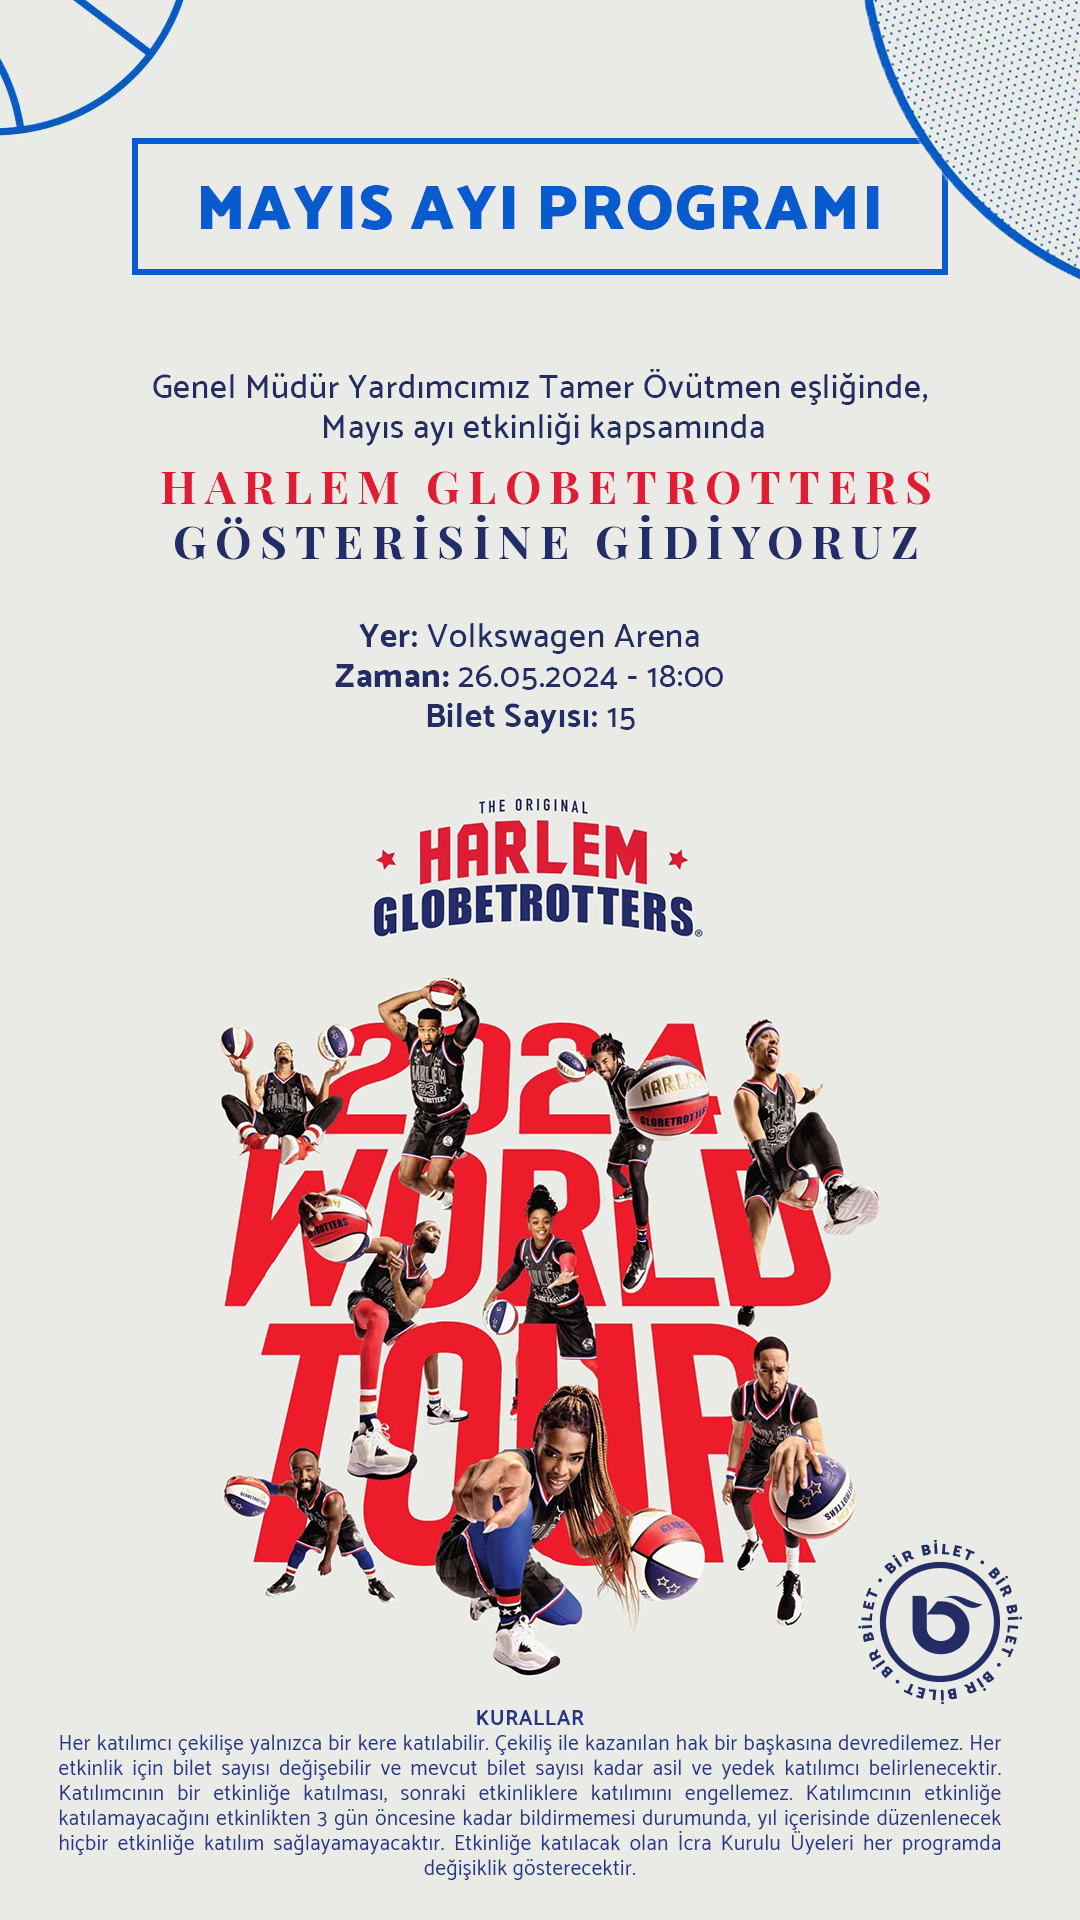 MAYIS AYI PROGRAMI
Genel Müdür Yardımcımız Tamer Övütmen eşliğinde,
Mayıs ayı etkinliği kapsamında
HARLEM GLOBETROTTERS
GÖSTERİSİNE GİDİYORUZ
Yer: Volkswagen Arena
Zaman: 26.05.2024 - 18:00
Bilet Sayısı: 15
THE ORIGINAL
HARLEM
GLOBETROTTERS®
2024
WORLD
TOUR
BİR BİLET · BİR BİLET · BİR BİLET · BİR BİLET ·
b
KURALLAR
Her katılımcı çekilişe yalnızca bir kere katılabilir. Çekiliş ile kazanılan hak bir başkasına devredilemez. Her
etkinlik için bilet sayısı değişebilir ve mevcut bilet sayısı kadar asil ve yedek katılımcı belirlenecektir.
Katılımcının bir etkinliğe katılması, sonraki etkinliklere katılımını engellemez. Katılımcının etkinliğe
katılamayacağını etkinlikten 3 gün öncesine kadar bildirmemesi durumunda, yıl içerisinde düzenlenecek
hiçbir etkinliğe katılım sağlayamayacaktır. Etkinliğe katılacak olan İcra Kurulu Üyeleri her programda
değişiklik gösterecektir.